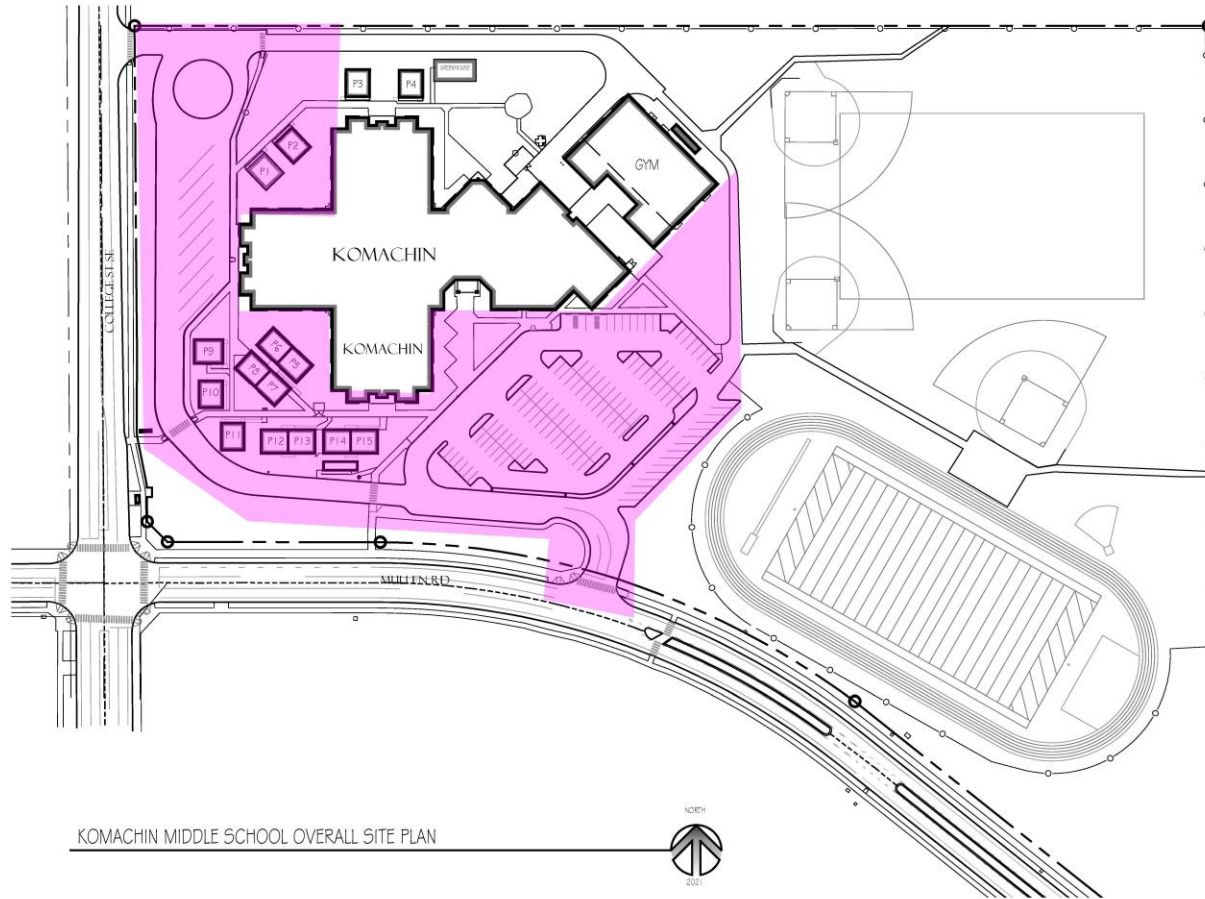 P3
P4
GREENHOUSE
P2
P1
GYM
KOMACHIN
COLLEGE ST. SE
P9
P6
P5
P8
P7
P10
KOMACHIN
P11
P12
P13
P14
P15
MULLEN RD
KOMACHIN MIDDLE SCHOOL OVERALL SITE PLAN
NORTH
2021